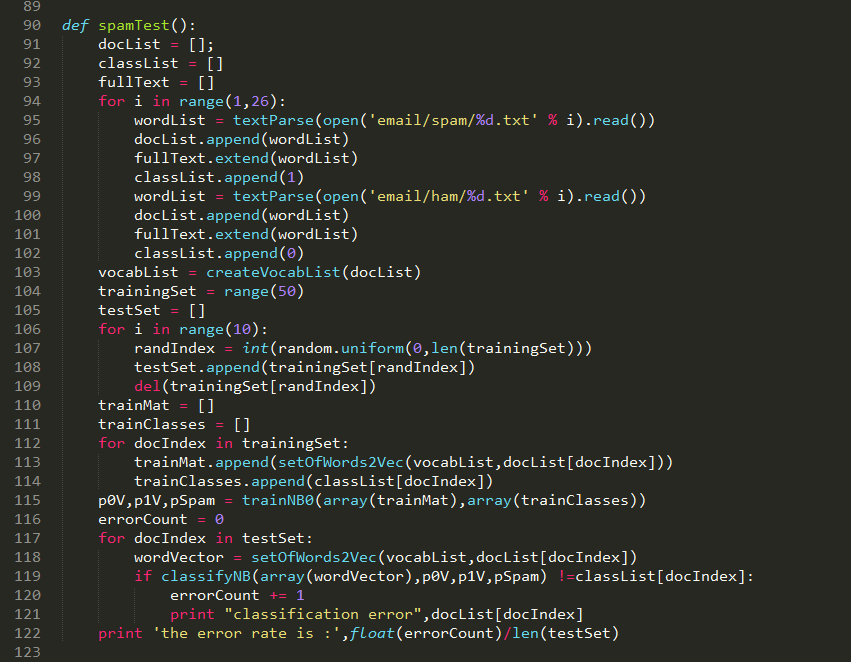 89
90 def spamTest():
91     docList = [];
92     classList = []
93     fullText = []
94     for i in range(1,26):
95         wordList = textParse(open('email/spam/%d.txt' % i).read())
96         docList.append(wordList)
97         fullText.extend(wordList)
98         classList.append(1)
99         wordList = textParse(open('email/ham/%d.txt' % i).read())
100         docList.append(wordList)
101         fullText.extend(wordList)
102         classList.append(0)
103     vocabList = createVocabList(docList)
104     trainingSet = range(50)
105     testSet = []
106     for i in range(10):
107         randIndex = int(random.uniform(0,len(trainingSet)))
108         testSet.append(trainingSet[randIndex])
109         del(trainingSet[randIndex])
110     trainMat = []
111     trainClasses = []
112     for docIndex in trainingSet:
113         trainMat.append(setOfWords2Vec(vocabList,docList[docIndex]))
114         trainClasses.append(classList[docIndex])
115     p0V,p1V,pSpam = trainNB0(array(trainMat),array(trainClasses))
116     errorCount = 0
117     for docIndex in testSet:
118         wordVector = setOfWords2Vec(vocabList,docList[docIndex])
119         if classifyNB(array(wordVector),p0V,p1V,pSpam) !=classList[docIndex]:
120             errorCount += 1
121             print "classification error",docList[docIndex]
122     print 'the error rate is :',float(errorCount)/len(testSet)
123